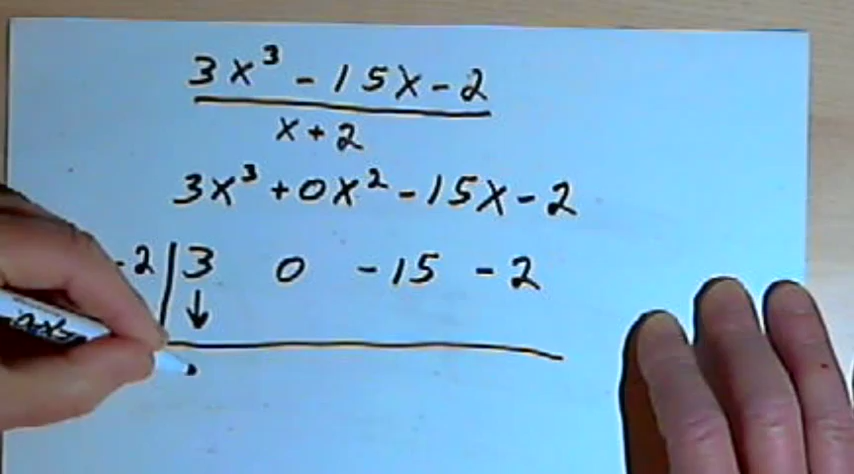 3x³ - 15x - 2
x + 2
3x³ + 0x² - 15x - 2
-2 | 3 0 -15 -2